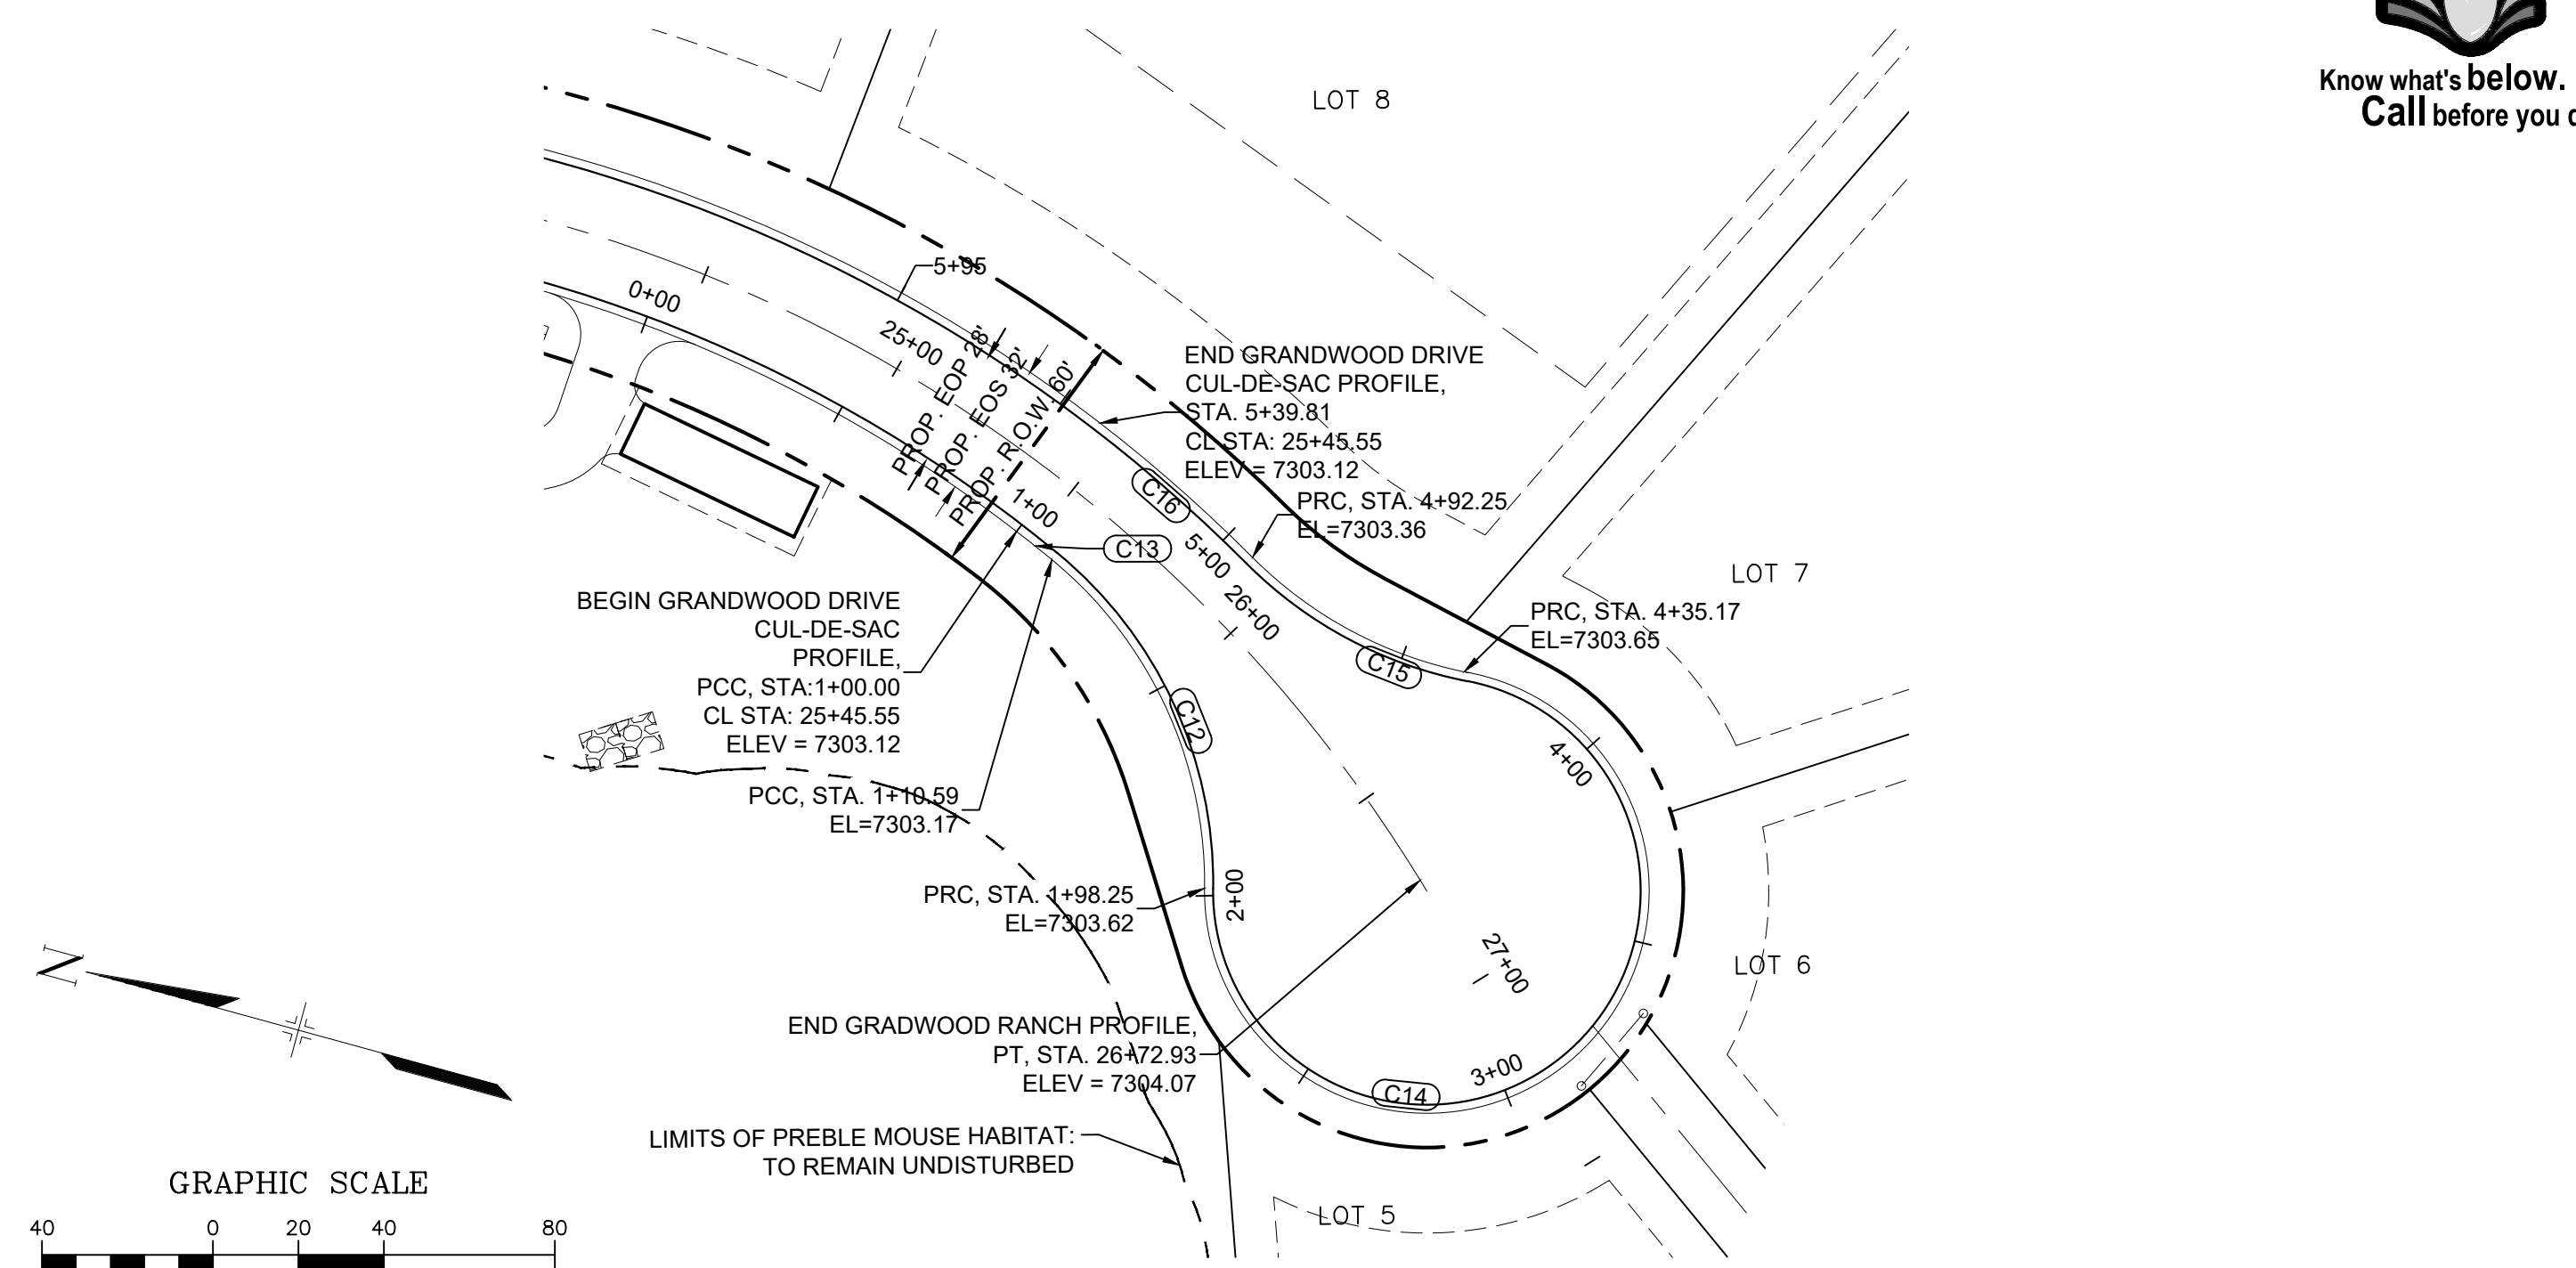 Know what's below.
Call before you d
LOT 8
5+95
0+00
25+00
PROP. EOP 28'
PROP. EOS 32'
PROP. R.O.W. 60'
END GRANDWOOD DRIVE
CUL-DE-SAC PROFILE,
STA. 5+39.81
CL STA: 25+45.55
ELEV = 7303.12
C16
PRC, STA. 4+92.25
EL=7303.36
1+00
C13
5+00
26+00
LOT 7
BEGIN GRANDWOOD DRIVE
CUL-DE-SAC
PROFILE,
PCC, STA:1+00.00
CL STA: 25+45.55
ELEV = 7303.12
PRC, STA. 4+35.17
EL=7303.65
C15
C12
4+00
PCC, STA. 1+10.59
EL=7303.17
PRC, STA. 1+98.25
EL=7303.62
2+00
27+00
LOT 6
N
END GRADWOOD RANCH PROFILE,
PT, STA. 26+72.93
ELEV = 7304.07
3+00
C14
LIMITS OF PREBLE MOUSE HABITAT:
TO REMAIN UNDISTURBED
LOT 5
GRAPHIC SCALE
40 0 20 40 80